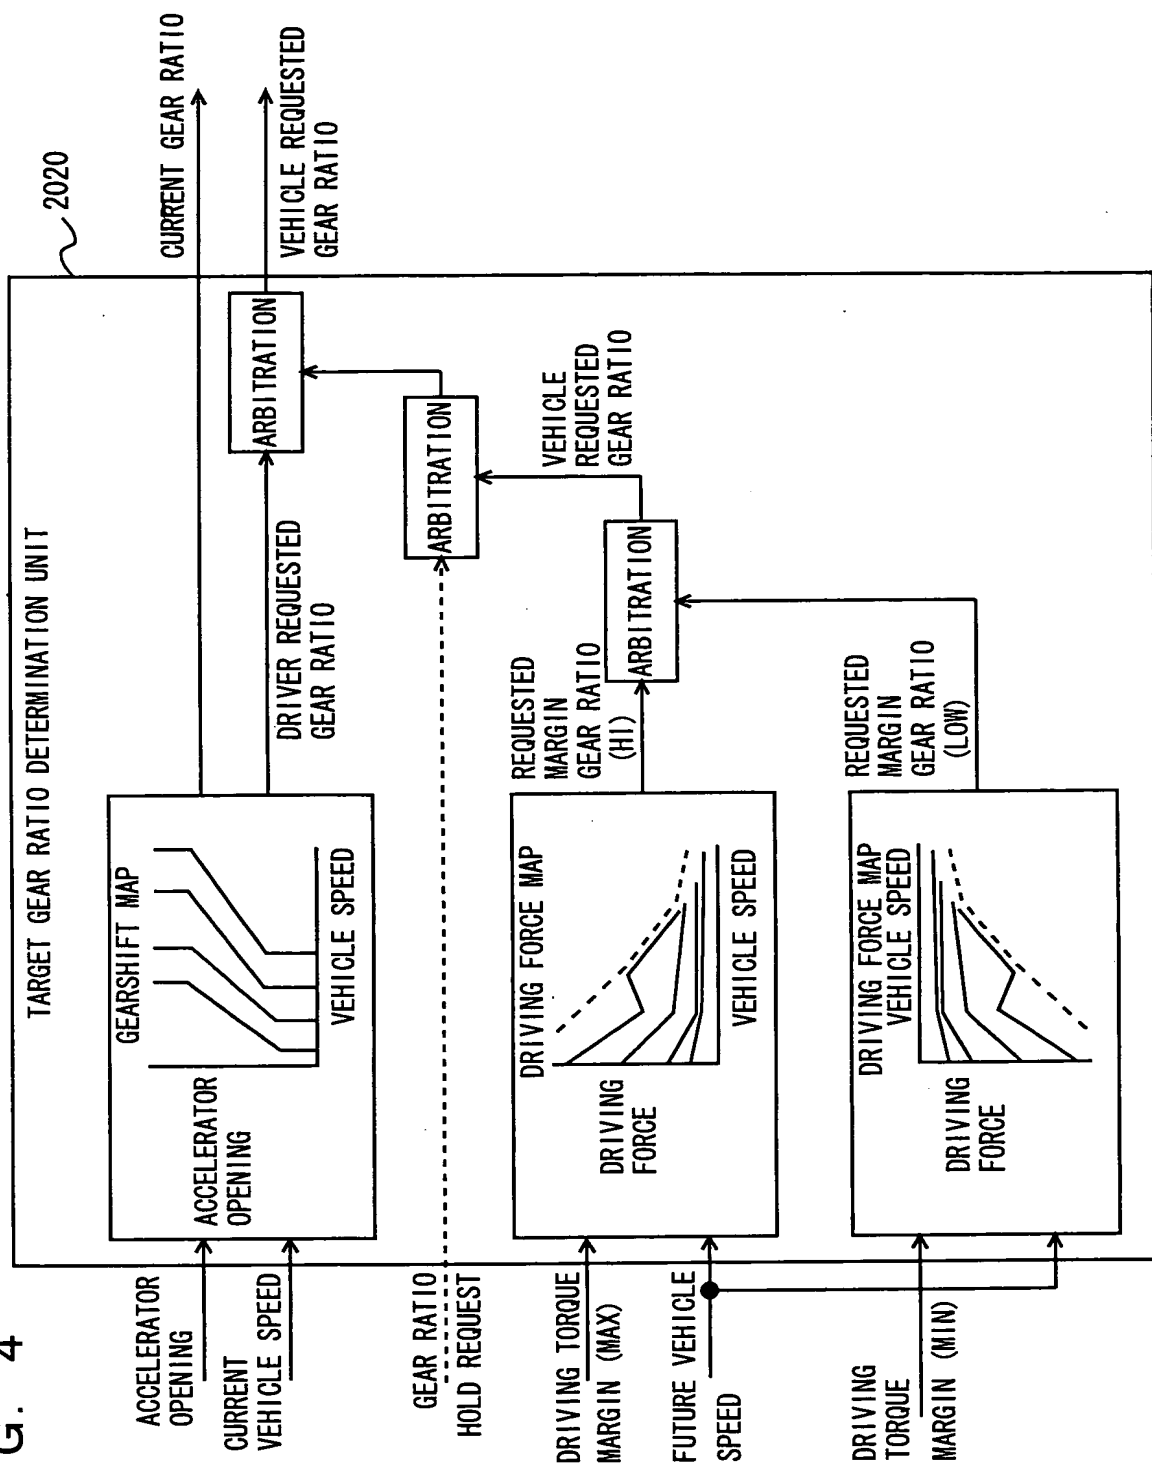 G. 4
2020
TARGET GEAR RATIO DETERMINATION UNIT
ACCELERATOR
OPENING
CURRENT
VEHICLE SPEED
GEARSHIFT MAP
ACCELERATOR
OPENING
VEHICLE SPEED
CURRENT GEAR RATIO
DRIVER REQUESTED
GEAR RATIO
ARBITRATION
VEHICLE REQUESTED
GEAR RATIO
GEAR RATIO
HOLD REQUEST
ARBITRATION
VEHICLE
REQUESTED
GEAR RATIO
DRIVING TORQUE
MARGIN (MAX)
FUTURE VEHICLE
SPEED
DRIVING FORCE MAP
DRIVING
FORCE
VEHICLE SPEED
REQUESTED
MARGIN
GEAR RATIO
(HI)
ARBITRATION
DRIVING
TORQUE
MARGIN (MIN)
DRIVING FORCE MAP
VEHICLE SPEED
DRIVING
FORCE
REQUESTED
MARGIN
GEAR RATIO
(LOW)